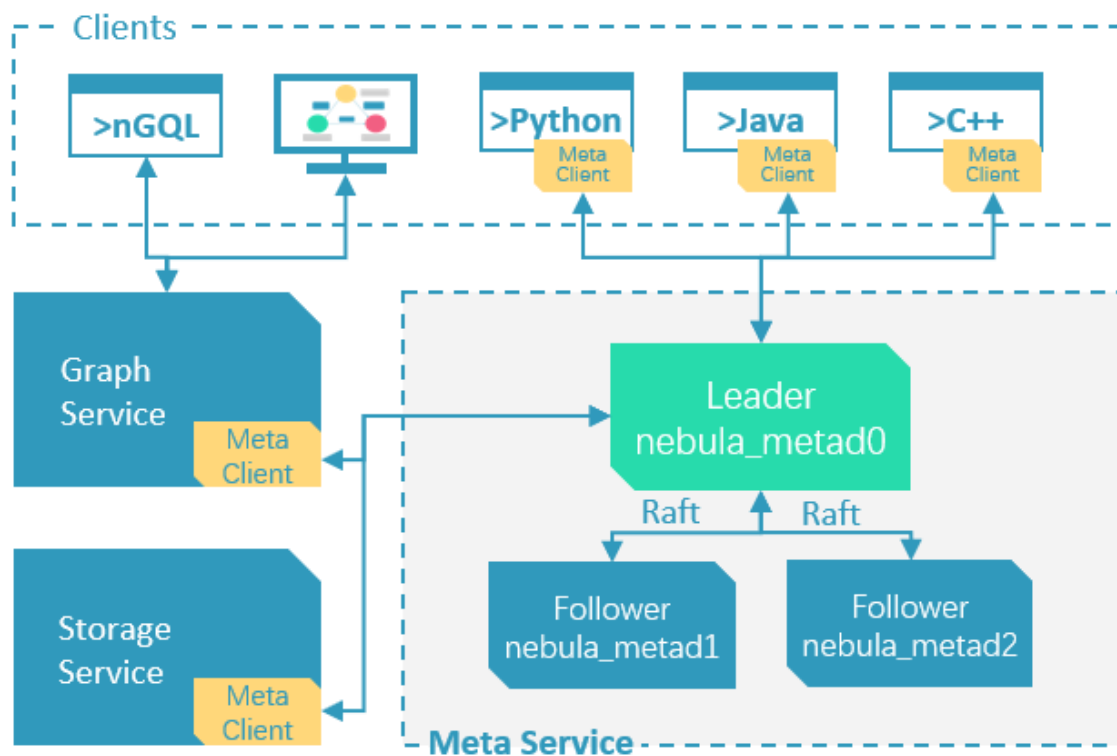 Clients
>nGQL
>Python
Meta
Client
>Java
Meta
Client
>C++
Meta
Client
Graph
Service
Meta
Client
Storage
Service
Meta
Client
Leader
nebula_metad0
Raft
Raft
Follower
nebula_metad1
Follower
nebula_metad2
Meta Service